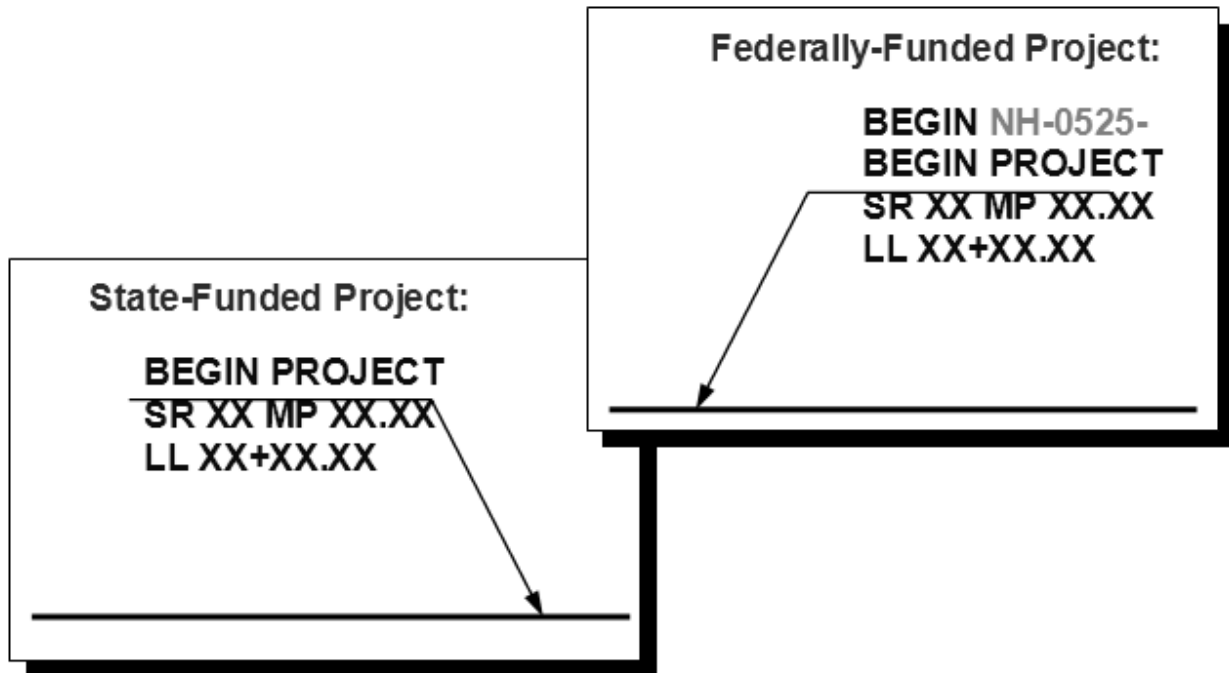 Federally-Funded Project:
BEGIN NH-0525-
BEGIN PROJECT
SR XX MP XX.XX
LL XX+XX.XX
State-Funded Project:
BEGIN PROJECT
SR XX MP XX.XX
LL XX+XX.XX